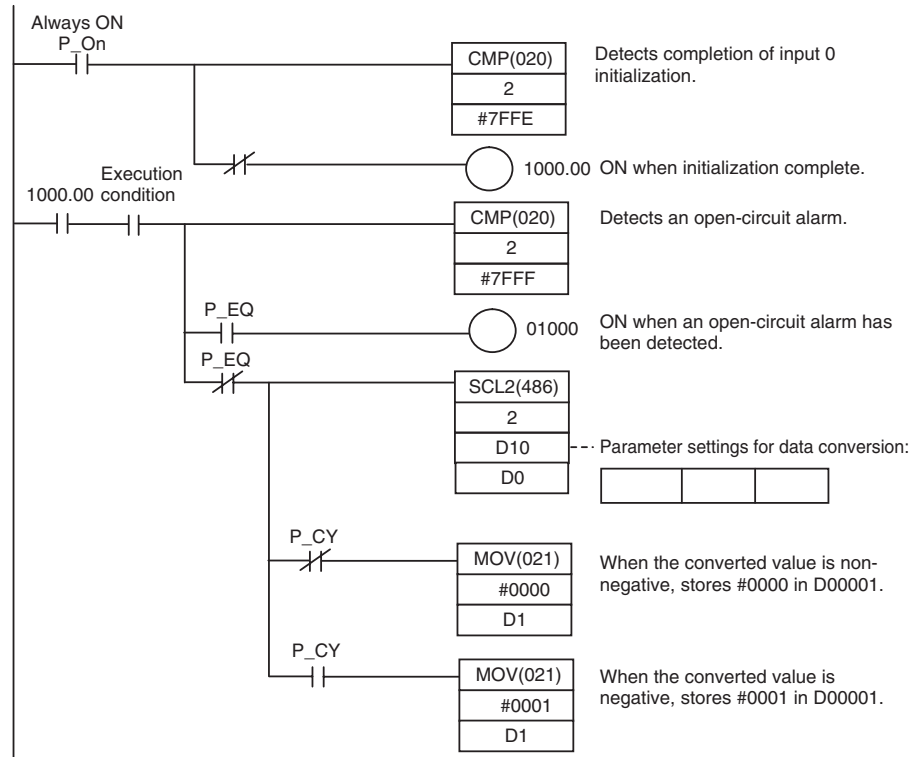 Always ON
P_On
CMP(020)
2
#7FFE
Detects completion of input 0
initialization.
1000.00
ON when initialization complete.
1000.00
Execution
condition
CMP(020)
2
#7FFF
Detects an open-circuit alarm.
P_EQ
01000
ON when an open-circuit alarm has
been detected.
P_EQ
SCL2(486)
2
D10
D0
Parameter settings for data conversion:
P_CY
MOV(021)
#0000
D1
When the converted value is non-
negative, stores #0000 in D00001.
P_CY
MOV(021)
#0001
D1
When the converted value is
negative, stores #0001 in D00001.